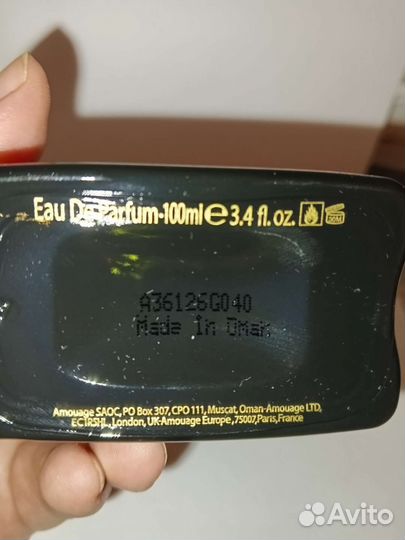 Eau De Parfum-100ml℮3.4 fl.oz.
A36126G040
Made In Oman
Amouage SAOC, PO Box 307, CPO 111, Muscat, Oman-Amouage LTD,
EC1R5HL, London, UK-Amouage Europe, 75007, Paris, France
Avito